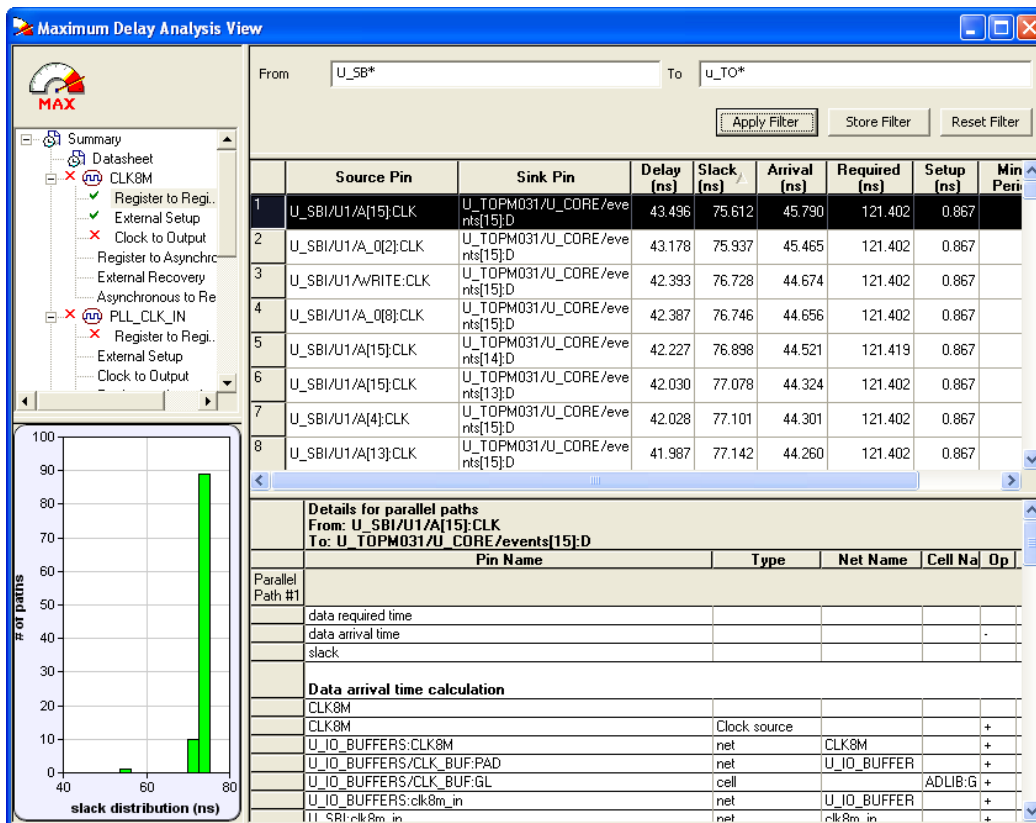 Maximum Delay Analysis View
MAX
From U_SB* To u_TO*
Apply Filter Store Filter Reset Filter
Summary
Datasheet
CLK8M
Register to Regi..
External Setup
Clock to Output
Register to Asynchro
External Recovery
Asynchronous to Re
PLL_CLK_IN
Register to Regi..
External Setup
Clock to Output
Source Pin Sink Pin Delay (ns) Slack (ns) Arrival (ns) Required (ns) Setup (ns) Min Peri
1 U_SBI/U1/A[15]:CLK U_TOPM031/U_CORE/events[15]:D 43.496 75.612 45.790 121.402 0.867
2 U_SBI/U1/A_0[2]:CLK U_TOPM031/U_CORE/events[15]:D 43.178 75.937 45.465 121.402 0.867
3 U_SBI/U1/WRITE:CLK U_TOPM031/U_CORE/events[15]:D 42.393 76.728 44.674 121.402 0.867
4 U_SBI/U1/A_0[8]:CLK U_TOPM031/U_CORE/events[15]:D 42.387 76.746 44.656 121.402 0.867
5 U_SBI/U1/A[15]:CLK U_TOPM031/U_CORE/events[14]:D 42.227 76.898 44.521 121.419 0.867
6 U_SBI/U1/A[15]:CLK U_TOPM031/U_CORE/events[13]:D 42.030 77.078 44.324 121.402 0.867
7 U_SBI/U1/A[4]:CLK U_TOPM031/U_CORE/events[15]:D 42.028 77.101 44.301 121.402 0.867
8 U_SBI/U1/A[13]:CLK U_TOPM031/U_CORE/events[15]:D 41.987 77.142 44.260 121.402 0.867
100
90
80
70
60
50
40
30
20
10
0
# of paths
40 60 80
slack distribution (ns)
Details for parallel paths
From: U_SBI/U1/A[15]:CLK
To: U_TOPM031/U_CORE/events[15]:D
Pin Name Type Net Name Cell Na Op
Parallel Path #1
data required time
data arrival time -
slack
Data arrival time calculation
CLK8M
CLK8M Clock source +
U_IO_BUFFERS:CLK8M net CLK8M +
U_IO_BUFFERS/CLK_BUF:PAD net U_IO_BUFFER +
U_IO_BUFFERS/CLK_BUF:GL cell ADLIB:G +
U_IO_BUFFERS:clk8m_in net U_IO_BUFFER +
U_SBI:clk8m_in net clk8m_in +